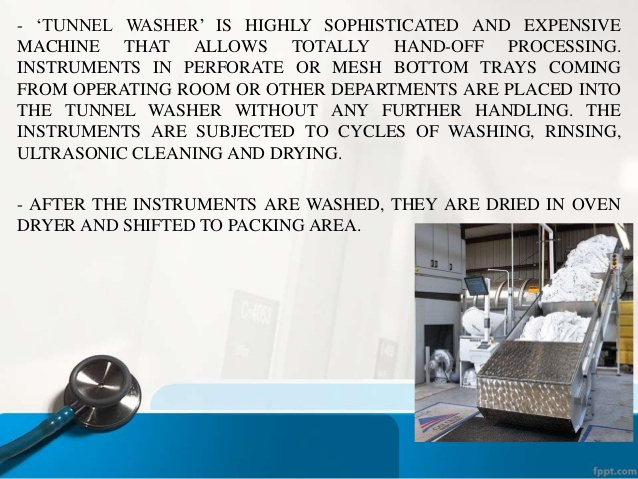 - ‘TUNNEL WASHER’ IS HIGHLY SOPHISTICATED AND EXPENSIVE
MACHINE THAT ALLOWS TOTALLY HAND-OFF PROCESSING.
INSTRUMENTS IN PERFORATE OR MESH BOTTOM TRAYS COMING
FROM OPERATING ROOM OR OTHER DEPARTMENTS ARE PLACED INTO
THE TUNNEL WASHER WITHOUT ANY FURTHER HANDLING. THE
INSTRUMENTS ARE SUBJECTED TO CYCLES OF WASHING, RINSING,
ULTRASONIC CLEANING AND DRYING.
- AFTER THE INSTRUMENTS ARE WASHED, THEY ARE DRIED IN OVEN
DRYER AND SHIFTED TO PACKING AREA.
fppt.com